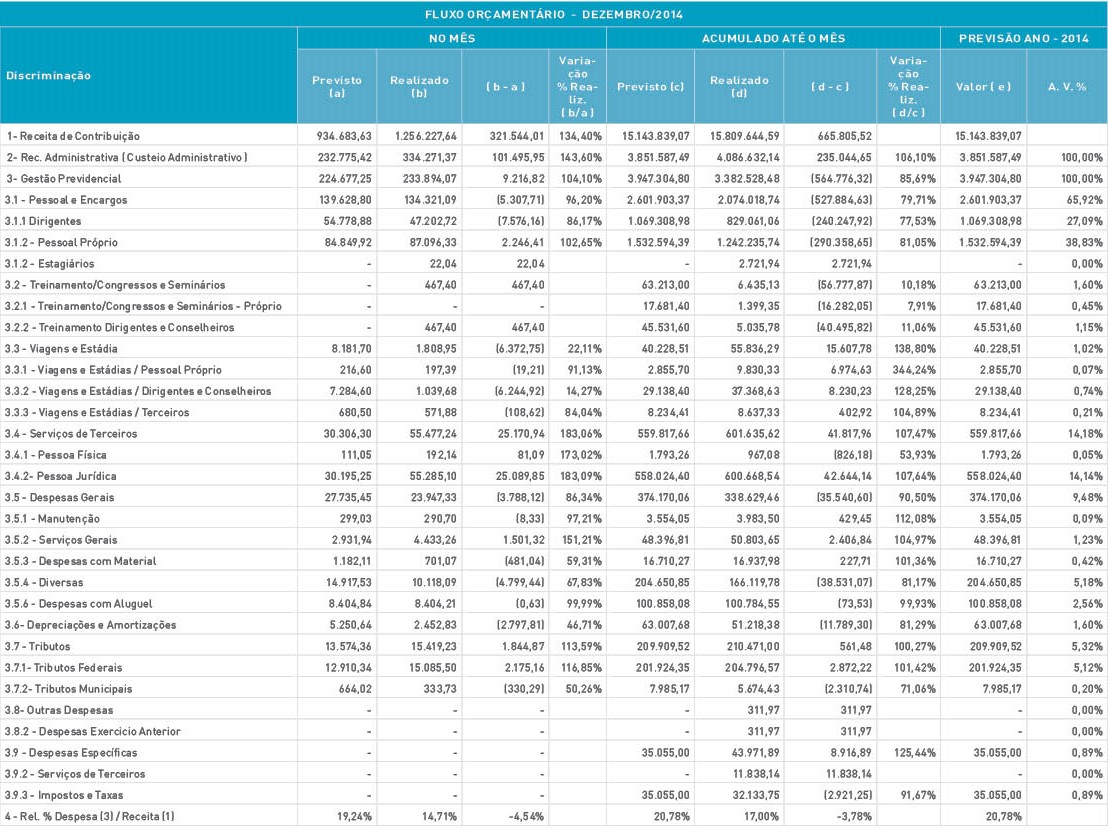 FLUXO ORÇAMENTÁRIO - DEZEMBRO/2014
Discriminação NO MÊS ACUMULADO ATÉ O MÊS PREVISÃO ANO - 2014
Previsto (a) Realizado (b) ( b - a ) Varia-ção % Rea-liz. ( b/a ) Previsto (c) Realizado (d) ( d - c ) Varia-ção % Rea-liz. ( d/c ) Valor ( e ) A. V. %
1- Receita de Contribuição 934.683,63 1.256.227,64 321.544,01 134,40% 15.143.839,07 15.809.644,59 665.805,52 15.143.839,07
2- Rec. Administrativa ( Custeio Administrativo ) 232.775,42 334.271,37 101.495,95 143,60% 3.851.587,49 4.086.632,14 235.044,65 106,10% 3.851.587,49 100,00%
3- Gestão Previdencial 224.677,25 233.894,07 9.216,82 104,10% 3.947.304,80 3.382.528,48 (564.776,32) 85,69% 3.947.304,80 100,00%
3.1 - Pessoal e Encargos 139.628,80 134.321,09 (5.307,71) 96,20% 2.601.903,37 2.074.018,74 (527.884,63) 79,71% 2.601.903,37 65,92%
3.1.1 Dirigentes 54.778,88 47.202,72 (7.576,16) 86,17% 1.069.308,98 829.061,06 (240.247,92) 77,53% 1.069.308,98 27,09%
3.1.2 - Pessoal Próprio 84.849,92 87.096,33 2.246,41 102,65% 1.532.594,39 1.242.235,74 (290.358,65) 81,05% 1.532.594,39 38,83%
3.1.2 - Estagiários - 22,04 22,04 - 2.721,94 2.721,94 - 0,00%
3.2 - Treinamento/Congressos e Seminários - 467,40 467,40 63.213,00 6.435,13 (56.777,87) 10,18% 63.213,00 1,60%
3.2.1 - Treinamento/Congressos e Seminários - Próprio - - - 17.681,40 1.399,35 (16.282,05) 7,91% 17.681,40 0,45%
3.2.2 - Treinamento Dirigentes e Conselheiros - 467,40 467,40 45.531,60 5.035,78 (40.495,82) 11,06% 45.531,60 1,15%
3.3 - Viagens e Estádia 8.181,70 1.808,95 (6.372,75) 22,11% 40.228,51 55.836,29 15.607,78 138,80% 40.228,51 1,02%
3.3.1 - Viagens e Estádias / Pessoal Próprio 216,60 197,39 (19,21) 91,13% 2.855,70 9.830,33 6.974,63 344,24% 2.855,70 0,07%
3.3.2 - Viagens e Estádias / Dirigentes e Conselheiros 7.284,60 1.039,68 (6.244,92) 14,27% 29.138,40 37.368,63 8.230,23 128,25% 29.138,40 0,74%
3.3.3 - Viagens e Estádias / Terceiros 680,50 571,88 (108,62) 84,04% 8.234,41 8.637,33 402,92 104,89% 8.234,41 0,21%
3.4 - Serviços de Terceiros 30.306,30 55.477,24 25.170,94 183,06% 559.817,66 601.635,62 41.817,96 107,47% 559.817,66 14,18%
3.4.1 - Pessoa Física 111,05 192,14 81,09 173,02% 1.793,26 967,08 (826,18) 53,93% 1.793,26 0,05%
3.4.2- Pessoa Jurídica 30.195,25 55.285,10 25.089,85 183,09% 558.024,40 600.668,54 42.644,14 107,64% 558.024,40 14,14%
3.5 - Despesas Gerais 27.735,45 23.947,33 (3.788,12) 86,34% 374.170,06 338.629,46 (35.540,60) 90,50% 374.170,06 9,48%
3.5.1 - Manutenção 299,03 290,70 (8,33) 97,21% 3.554,05 3.983,50 429,45 112,08% 3.554,05 0,09%
3.5.2 - Serviços Gerais 2.931,94 4.433,26 1.501,32 151,21% 48.396,81 50.803,65 2.406,84 104,97% 48.396,81 1,23%
3.5.3 - Despesas com Material 1.182,11 701,07 (481,04) 59,31% 16.710,27 16.937,98 227,71 101,36% 16.710,27 0,42%
3.5.4 - Diversas 14.917,53 10.118,09 (4.799,44) 67,83% 204.650,85 166.119,78 (38.531,07) 81,17% 204.650,85 5,18%
3.5.6 - Despesas com Aluguel 8.404,84 8.404,21 (0,63) 99,99% 100.858,08 100.784,55 (73,53) 99,93% 100.858,08 2,56%
3.6- Depreciações e Amortizações 5.250,64 2.452,83 (2.797,81) 46,71% 63.007,68 51.218,38 (11.789,30) 81,29% 63.007,68 1,60%
3.7 - Tributos 13.574,36 15.419,23 1.844,87 113,59% 209.909,52 210.471,00 561,48 100,27% 209.909,52 5,32%
3.7.1- Tributos Federais 12.910,34 15.085,50 2.175,16 116,85% 201.924,35 204.796,57 2.872,22 101,42% 201.924,35 5,12%
3.7.2- Tributos Municipais 664,02 333,73 (330,29) 50,26% 7.985,17 5.674,43 (2.310,74) 71,06% 7.985,17 0,20%
3.8- Outras Despesas - - - - 311,97 311,97 - 0,00%
3.8.2 - Despesas Exercicio Anterior - - - - 311,97 311,97 - 0,00%
3.9 - Despesas Específicas - - - 35.055,00 43.971,89 8.916,89 125,44% 35.055,00 0,89%
3.9.2 - Serviços de Terceiros - - - - 11.838,14 11.838,14 - 0,00%
3.9.3 - Impostos e Taxas - - - 35.055,00 32.133,75 (2.921,25) 91,67% 35.055,00 0,89%
4 - Rel. % Despesa (3) / Receita (1) 19,24% 14,71% -4,54% 20,78% 17,00% -3,78% 20,78%